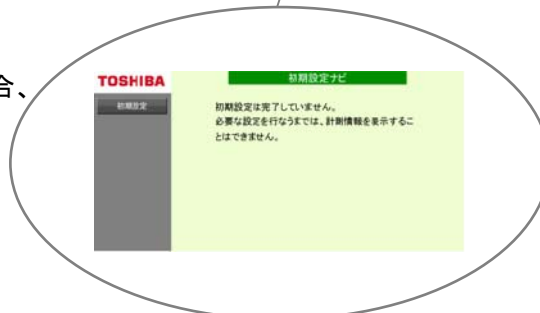 合、
TOSHIBA
初期設定ナビ
初期設定
初期設定は完了していません。
必要な設定を行なうまでは、計測情報を表示するこ
とはできません。